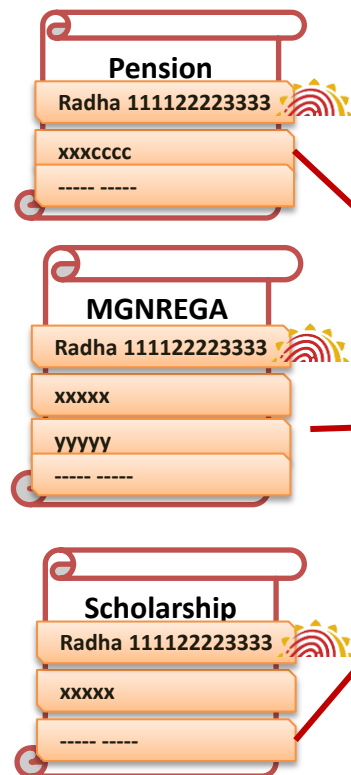 Pension
Radha 111122223333
xxxcccc
----- -----
MGNREGA
Radha 111122223333
xxxxx
yyyyy
----- -----
Scholarship
Radha 111122223333
xxxxx
----- -----